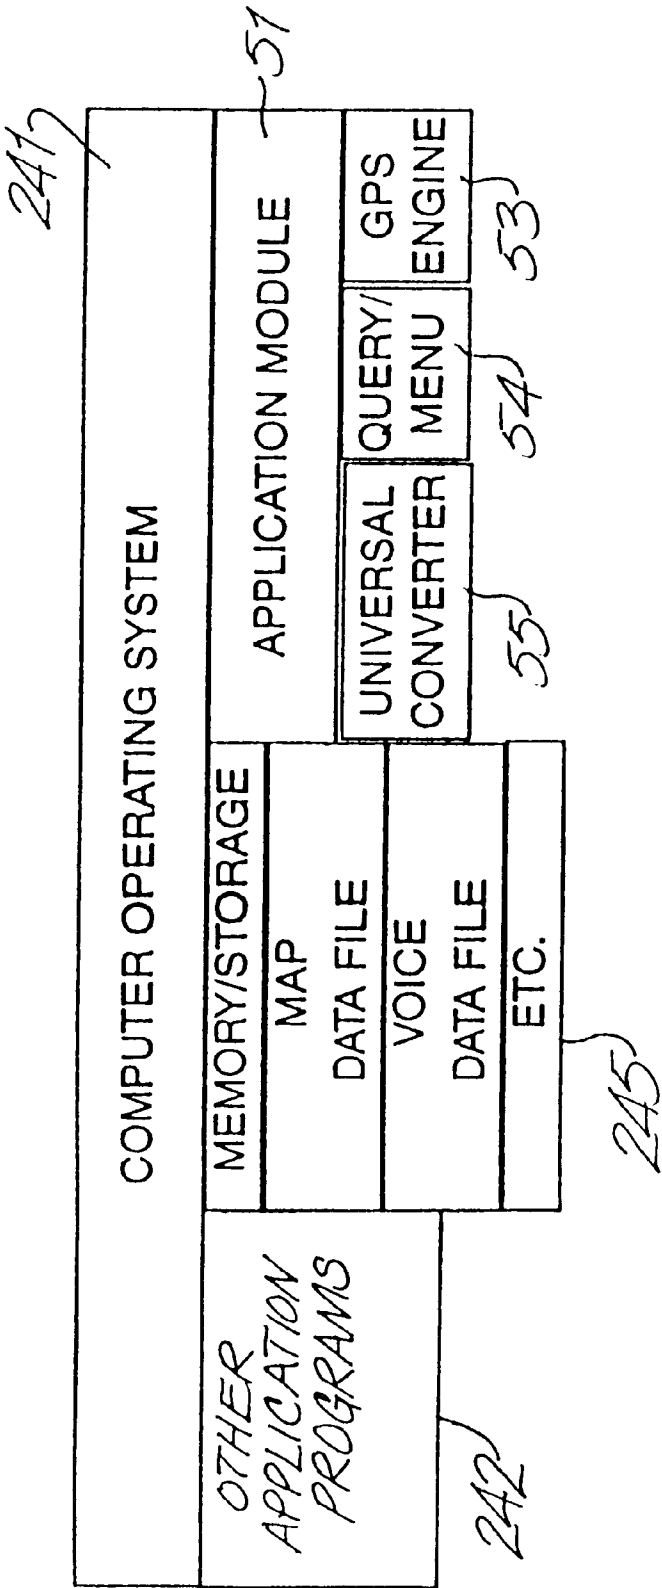 241
COMPUTER OPERATING SYSTEM
OTHER
APPLICATION
PROGRAMS
242
MEMORY/STORAGE
MAP
DATA FILE
VOICE
DATA FILE
ETC.
245
APPLICATION MODULE
51
UNIVERSAL
CONVERTER
55
QUERY/
MENU
54
GPS
ENGINE
53